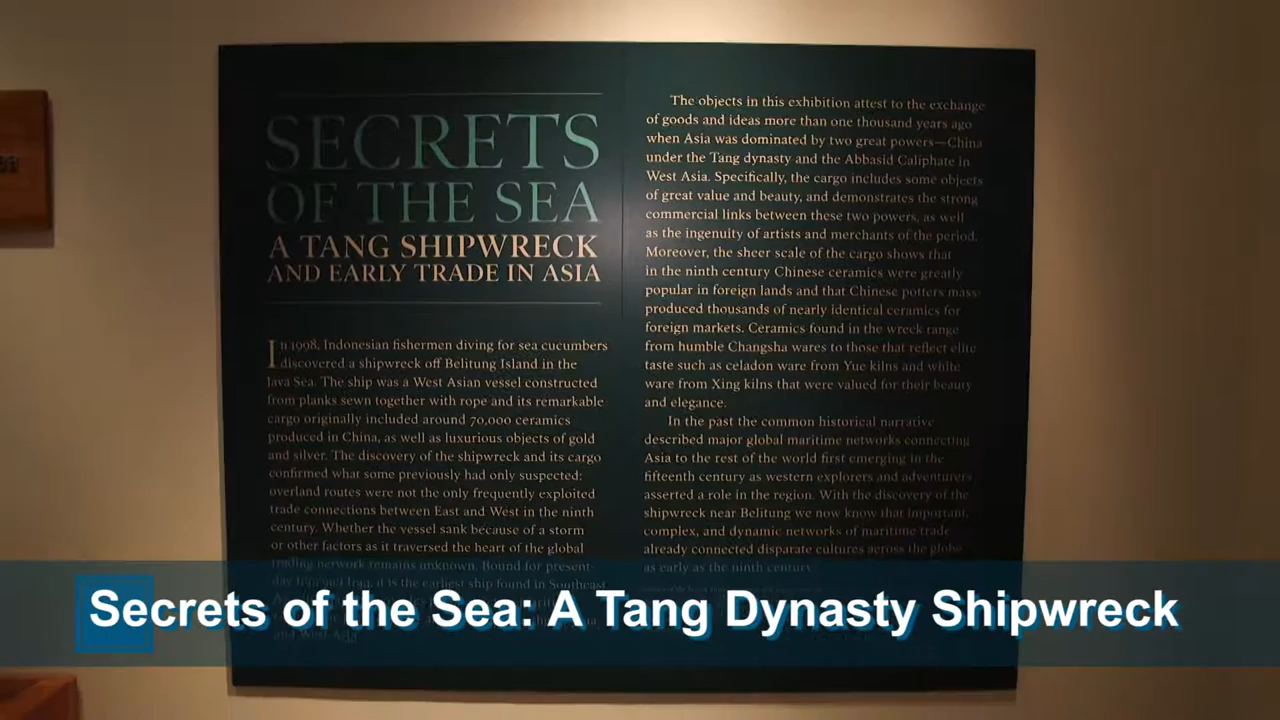 SECRETS
OF THE SEA
A TANG SHIPWRECK
AND EARLY TRADE IN ASIA
In 1998, Indonesian fishermen diving for sea cucumbers
discovered a shipwreck off Belitung Island in the
Java Sea. The ship was a West Asian vessel constructed
from planks sewn together with rope and its remarkable
cargo originally included around 70,000 ceramics
produced in China, as well as luxurious objects of gold
and silver. The discovery of the shipwreck and its cargo
confirmed what some previously had only suspected:
overland routes were not the only frequently exploited
trade connections between East and West in the ninth
century. Whether the vessel sank because of a storm
or other factors as it traversed the heart of the global
trading network remains unknown. Bound for present-
day Iran and Iraq, it is the earliest ship found in Southeast
and West Asia.
The objects in this exhibition attest to the exchange
of goods and ideas more than one thousand years ago
when Asia was dominated by two great powers—China
under the Tang dynasty and the Abbasid Caliphate in
West Asia. Specifically, the cargo includes some objects
of great value and beauty, and demonstrates the strong
commercial links between these two powers, as well
as the ingenuity of artists and merchants of the period.
Moreover, the sheer scale of the cargo shows that
in the ninth century Chinese ceramics were greatly
popular in foreign lands and that Chinese potters mass-
produced thousands of nearly identical ceramics for
foreign markets. Ceramics found in the wreck range
from humble Changsha wares to those that reflect elite
taste such as celadon ware from Yue kilns and white
ware from Xing kilns that were valued for their beauty
and elegance.
In the past the common historical narrative
described major global maritime networks connecting
Asia to the rest of the world first emerging in the
fifteenth century as western explorers and adventurers
asserted a role in the region. With the discovery of the
shipwreck near Belitung we now know that important,
complex, and dynamic networks of maritime trade
already connected disparate cultures across the globe
as early as the ninth century.
Secrets of the Sea: A Tang Dynasty Shipwreck